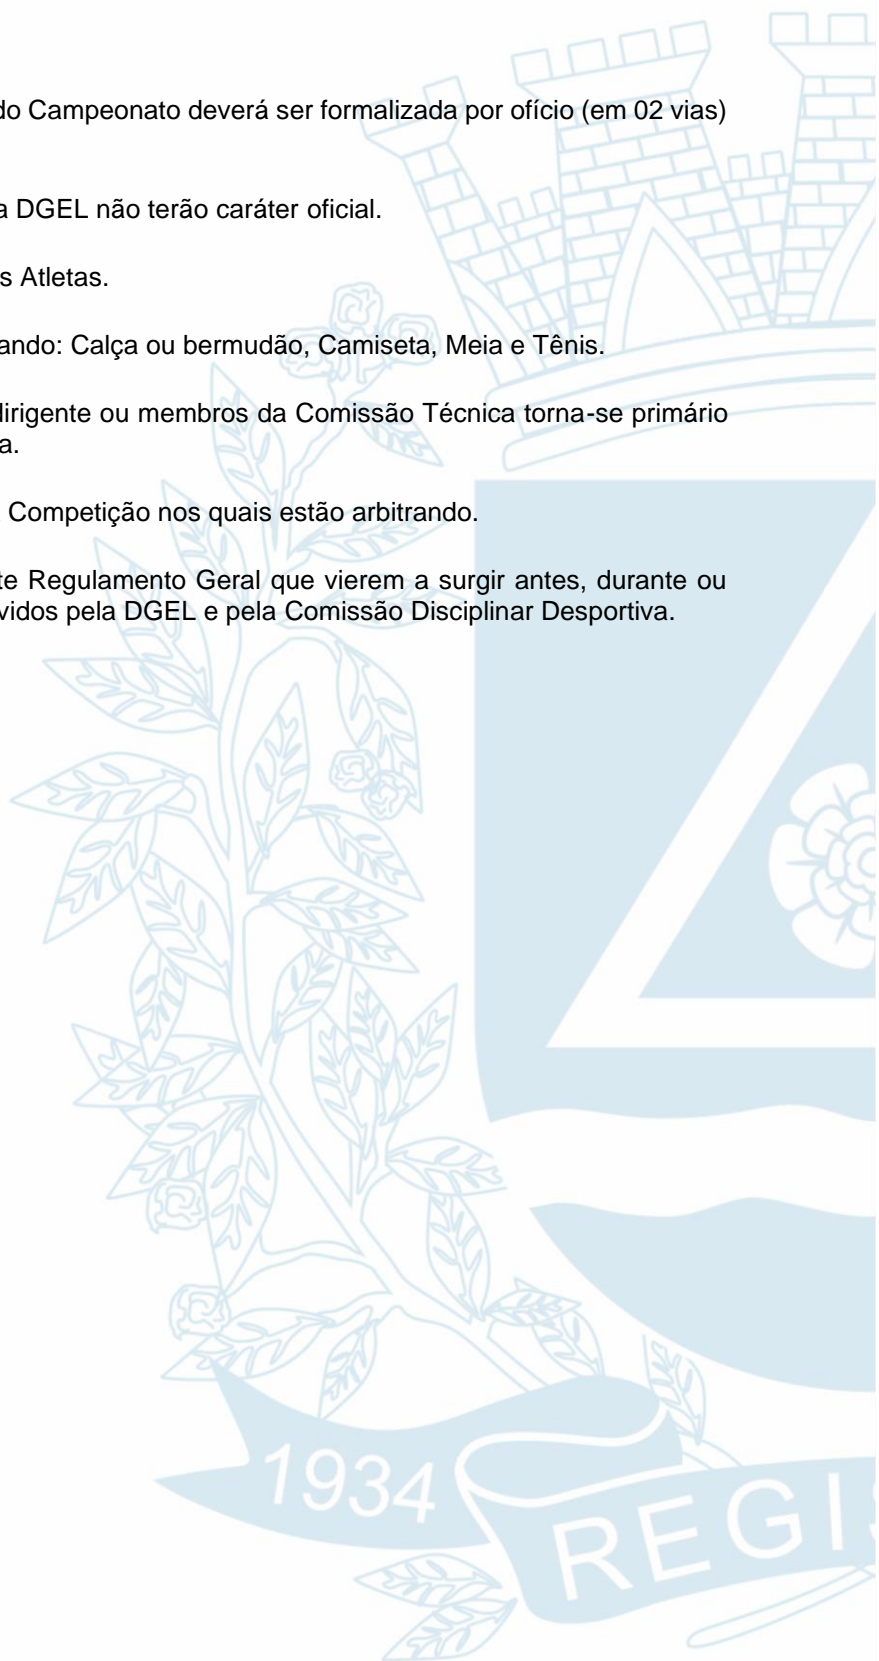 do Campeonato deverá ser formalizada por ofício (em 02 vias)
a DGEL não terão caráter oficial.
s Atletas.
ando: Calça ou bermudão, Camiseta, Meia e Tênis.
dirigente ou membros da Comissão Técnica torna-se primário
a.
Competição nos quais estão arbitrando.
te Regulamento Geral que vierem a surgir antes, durante ou
vidos pela DGEL e pela Comissão Disciplinar Desportiva.
1934
REGIS